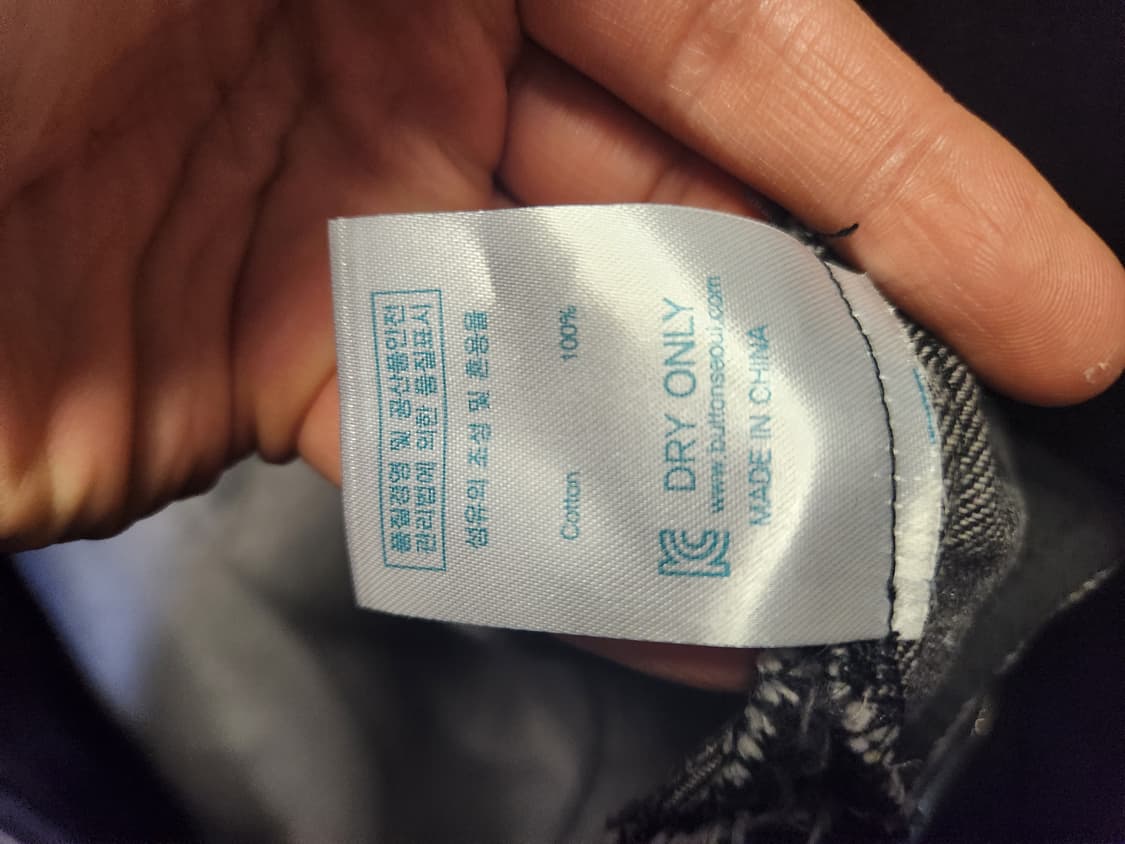 품질경영 및 공산품안전
관리법에 의한 품질표시
섬유의 조성 및 혼용율
Cotton 100%
KC DRY ONLY
www.buttonseoul.com
MADE IN CHINA